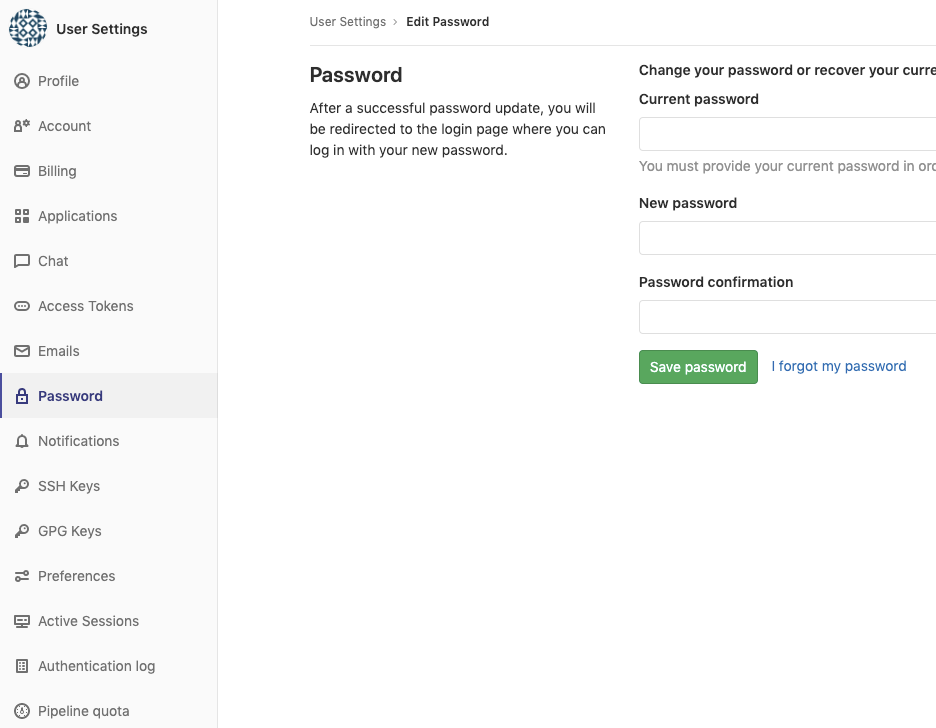 User Settings
Profile
Account
Billing
Applications
Chat
Access Tokens
Emails
Password
Notifications
SSH Keys
GPG Keys
Preferences
Active Sessions
Authentication log
Pipeline quota
User Settings › Edit Password
Password
After a successful password update, you will
be redirected to the login page where you can
log in with your new password.
Change your password or recover your curre
Current password
You must provide your current password in ord
New password
Password confirmation
Save password
I forgot my password